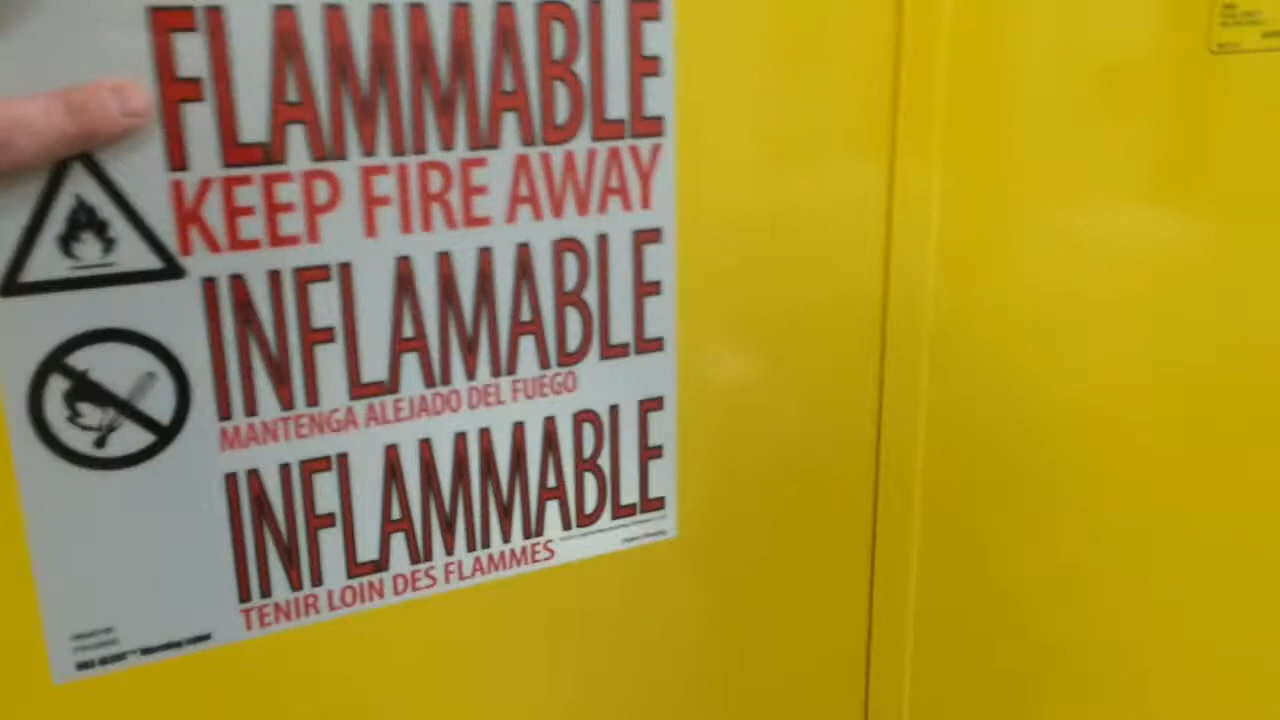 FLAMMABLE
KEEP FIRE AWAY
INFLAMABLE
MANTENGA ALEJADO DEL FUEGO
INFLAMMABLE
TENIR LOIN DES FLAMMES